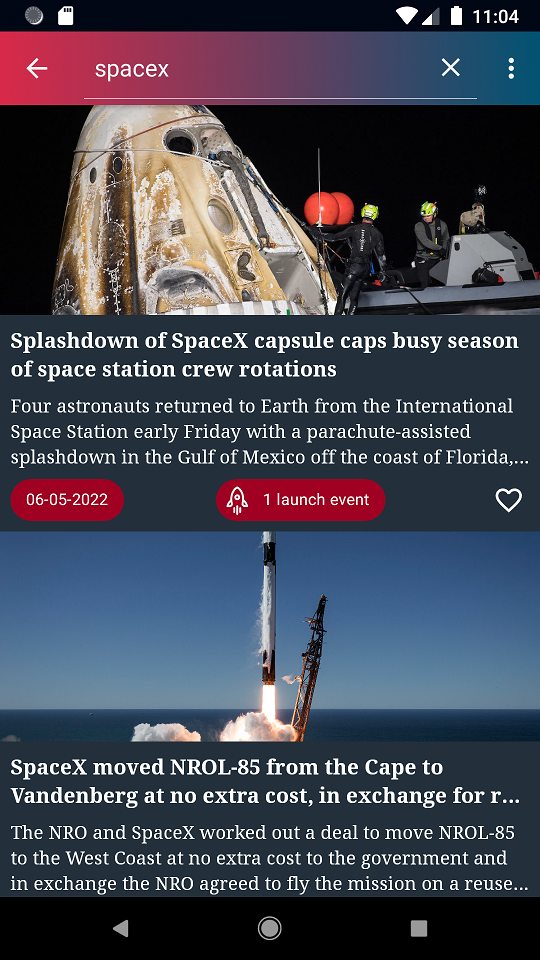 11:04
spacex
Splashdown of SpaceX capsule caps busy season
of space station crew rotations
Four astronauts returned to Earth from the International
Space Station early Friday with a parachute-assisted
splashdown in the Gulf of Mexico off the coast of Florida,...
06-05-2022
1 launch event
SpaceX moved NROL-85 from the Cape to
Vandenberg at no extra cost, in exchange for r...
The NRO and SpaceX worked out a deal to move NROL-85
to the West Coast at no extra cost to the government and
in exchange the NRO agreed to fly the mission on a reuse...